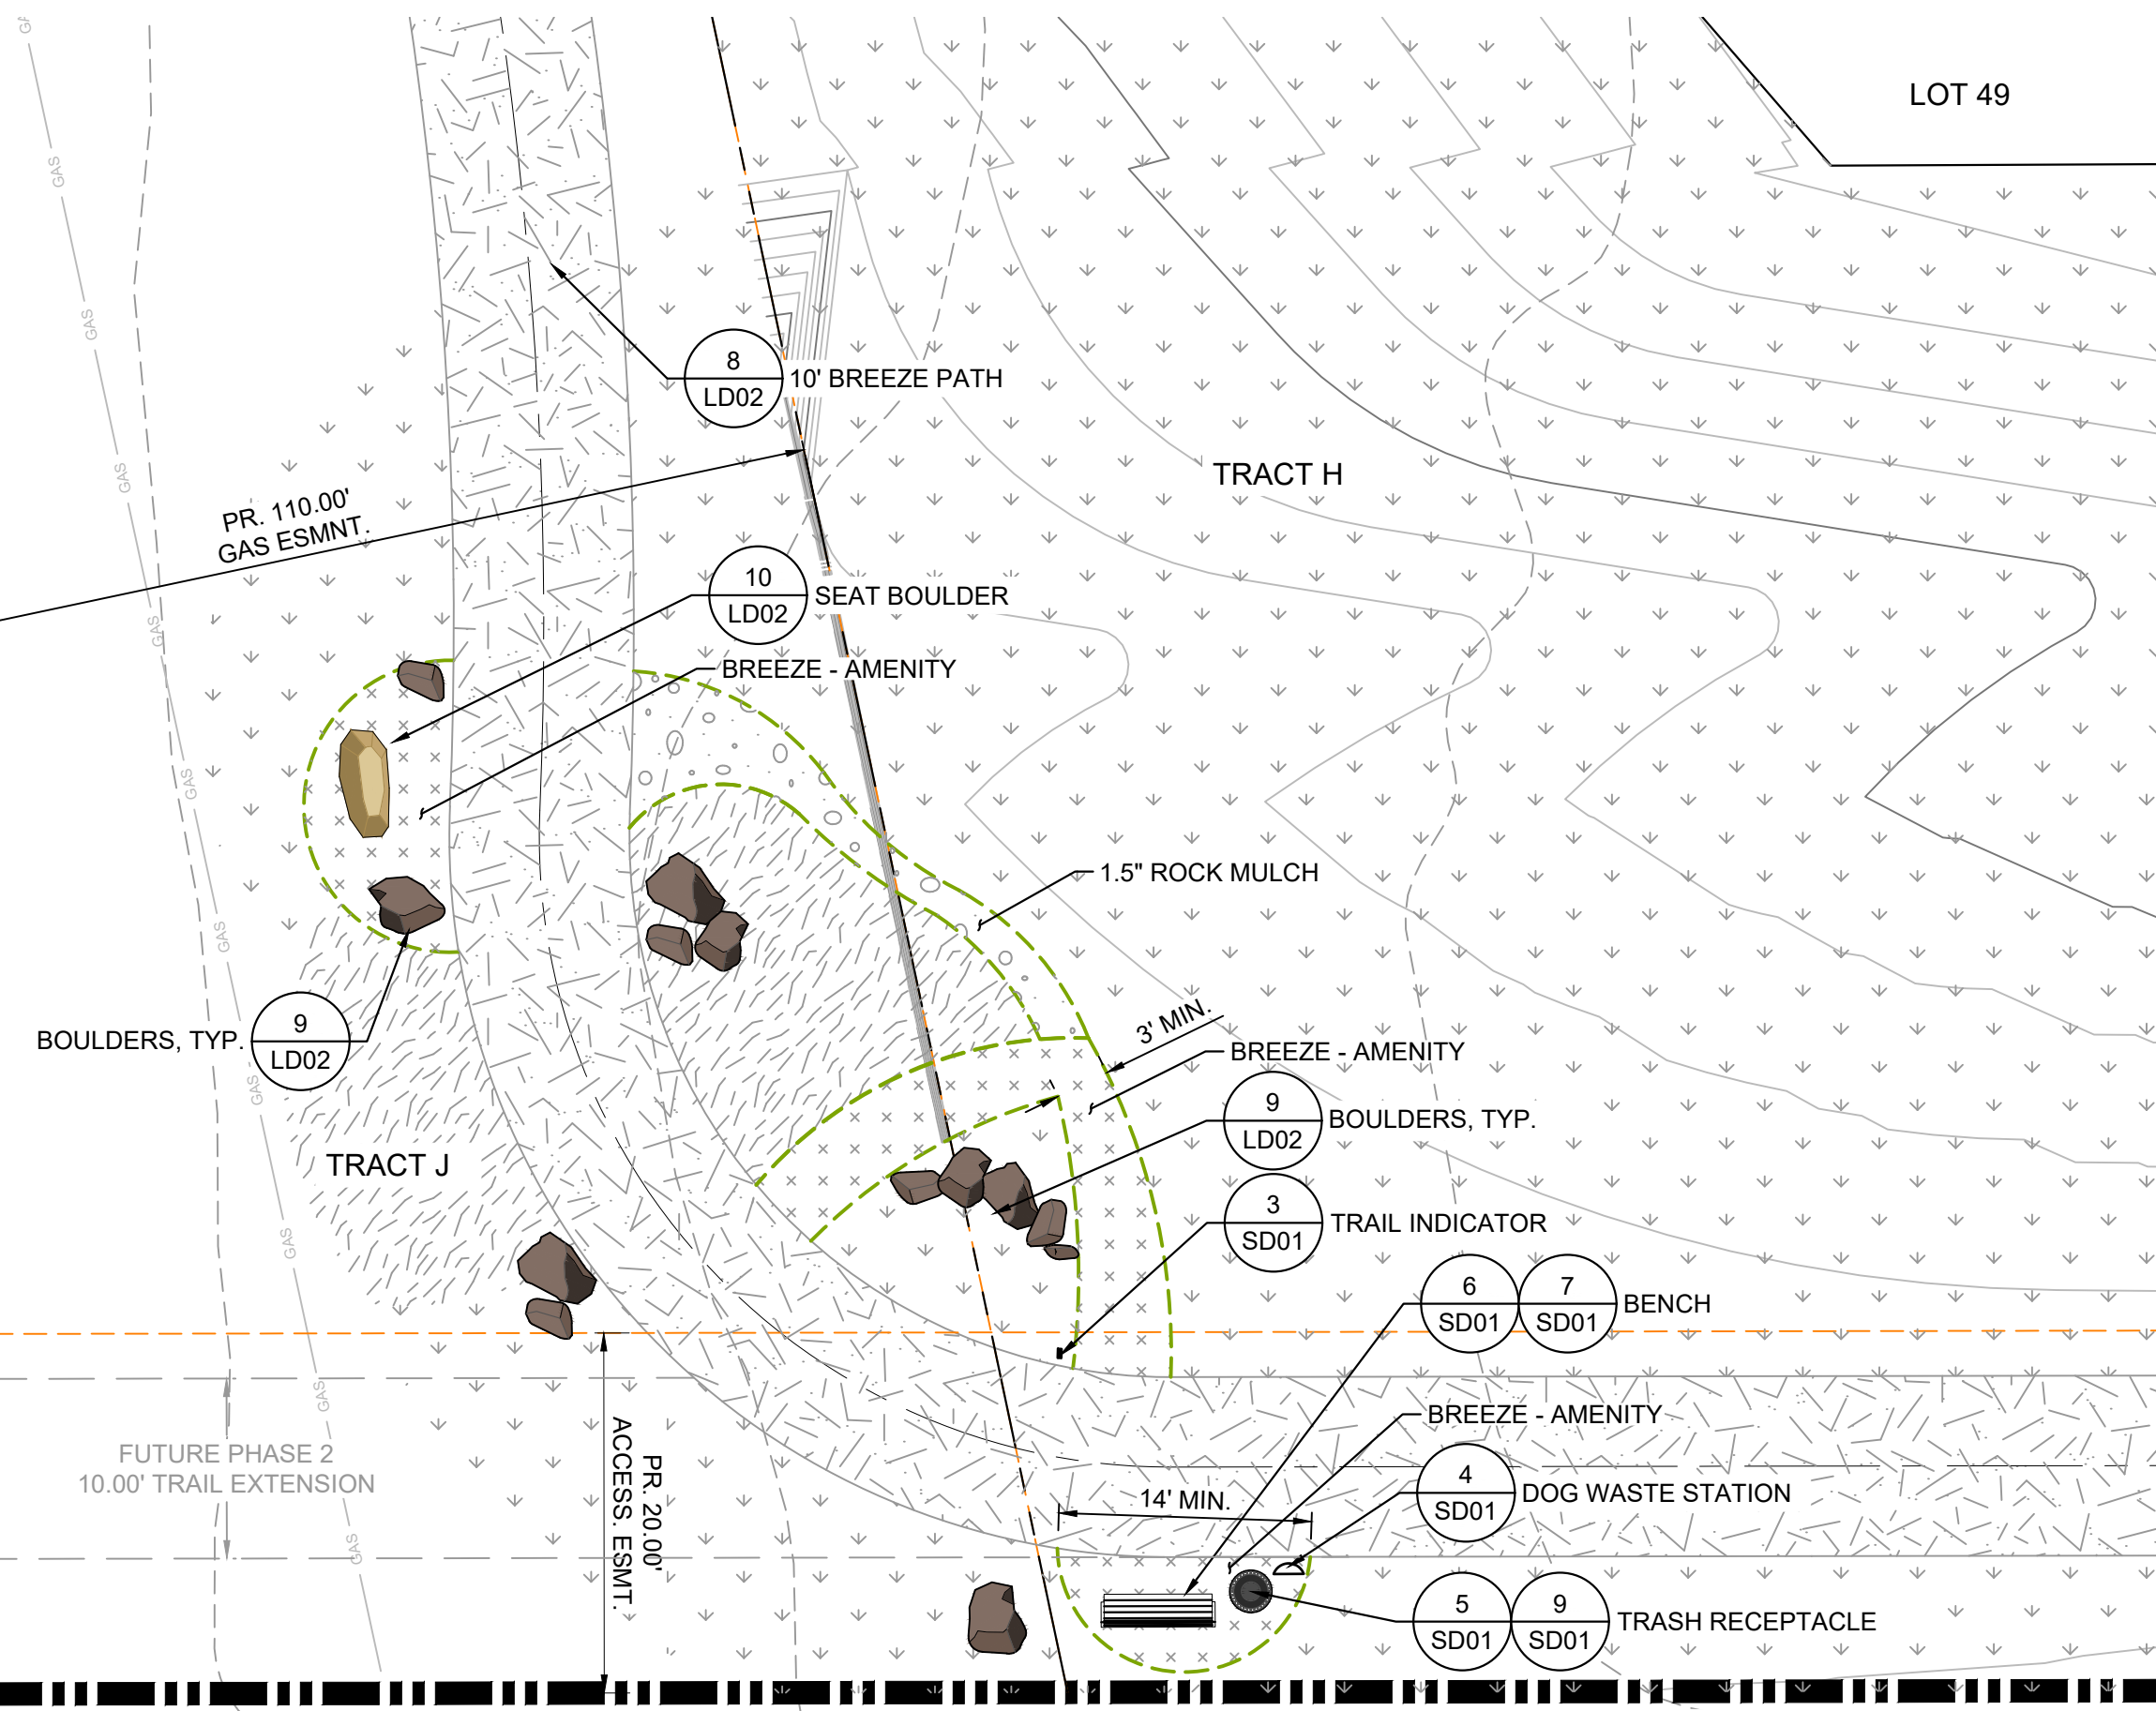 LOT 49
8
LD02
10' BREEZE PATH
TRACT H
PR. 110.00'
GAS ESMNT.
10
LD02
SEAT BOULDER
BREEZE - AMENITY
1.5" ROCK MULCH
3' MIN.
BOULDERS, TYP.
9
LD02
BREEZE - AMENITY
9
LD02
BOULDERS, TYP.
TRACT J
3
SD01
TRAIL INDICATOR
6
SD01
7
SD01
BENCH
BREEZE - AMENITY
FUTURE PHASE 2
10.00' TRAIL EXTENSION
PR. 20.00'
ACCESS. ESMT.
14' MIN.
4
SD01
DOG WASTE STATION
5
SD01
9
SD01
TRASH RECEPTACLE
GAS
GAS
GAS
GAS
GAS
GAS
GAS
GAS
GAS
GAS
GAS